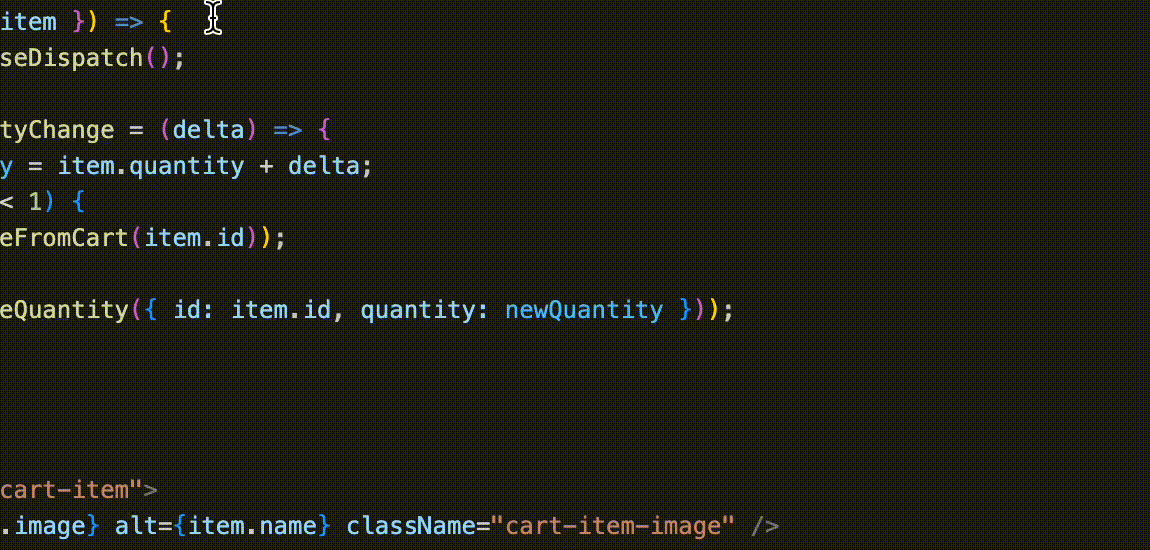 item }) => {
seDispatch();
tyChange = (delta) => {
y = item.quantity + delta;
< 1) {
eFromCart(item.id));
eQuantity({ id: item.id, quantity: newQuantity }));
cart-item">
.image} alt={item.name} className="cart-item-image" />